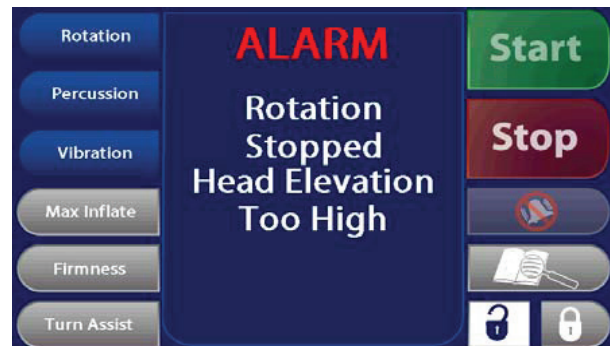 Rotation
Percussion
Vibration
Max Inflate
Firmness
Turn Assist
ALARM
Rotation
Stopped
Head Elevation
Too High
Start
Stop